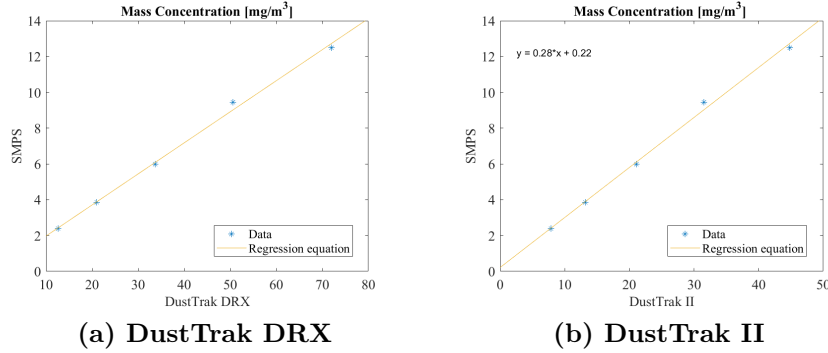 Mass Concentration [mg/m³]
14
12
10
8
6
4
2
0
SMPS
Data
Regression equation
10 20 30 40 50 60 70 80
DustTrak DRX
(a) DustTrak DRX
Mass Concentration [mg/m³]
y = 0.28*x + 0.22
14
12
10
8
6
4
2
0
SMPS
Data
Regression equation
0 10 20 30 40 50
DustTrak II
(b) DustTrak II